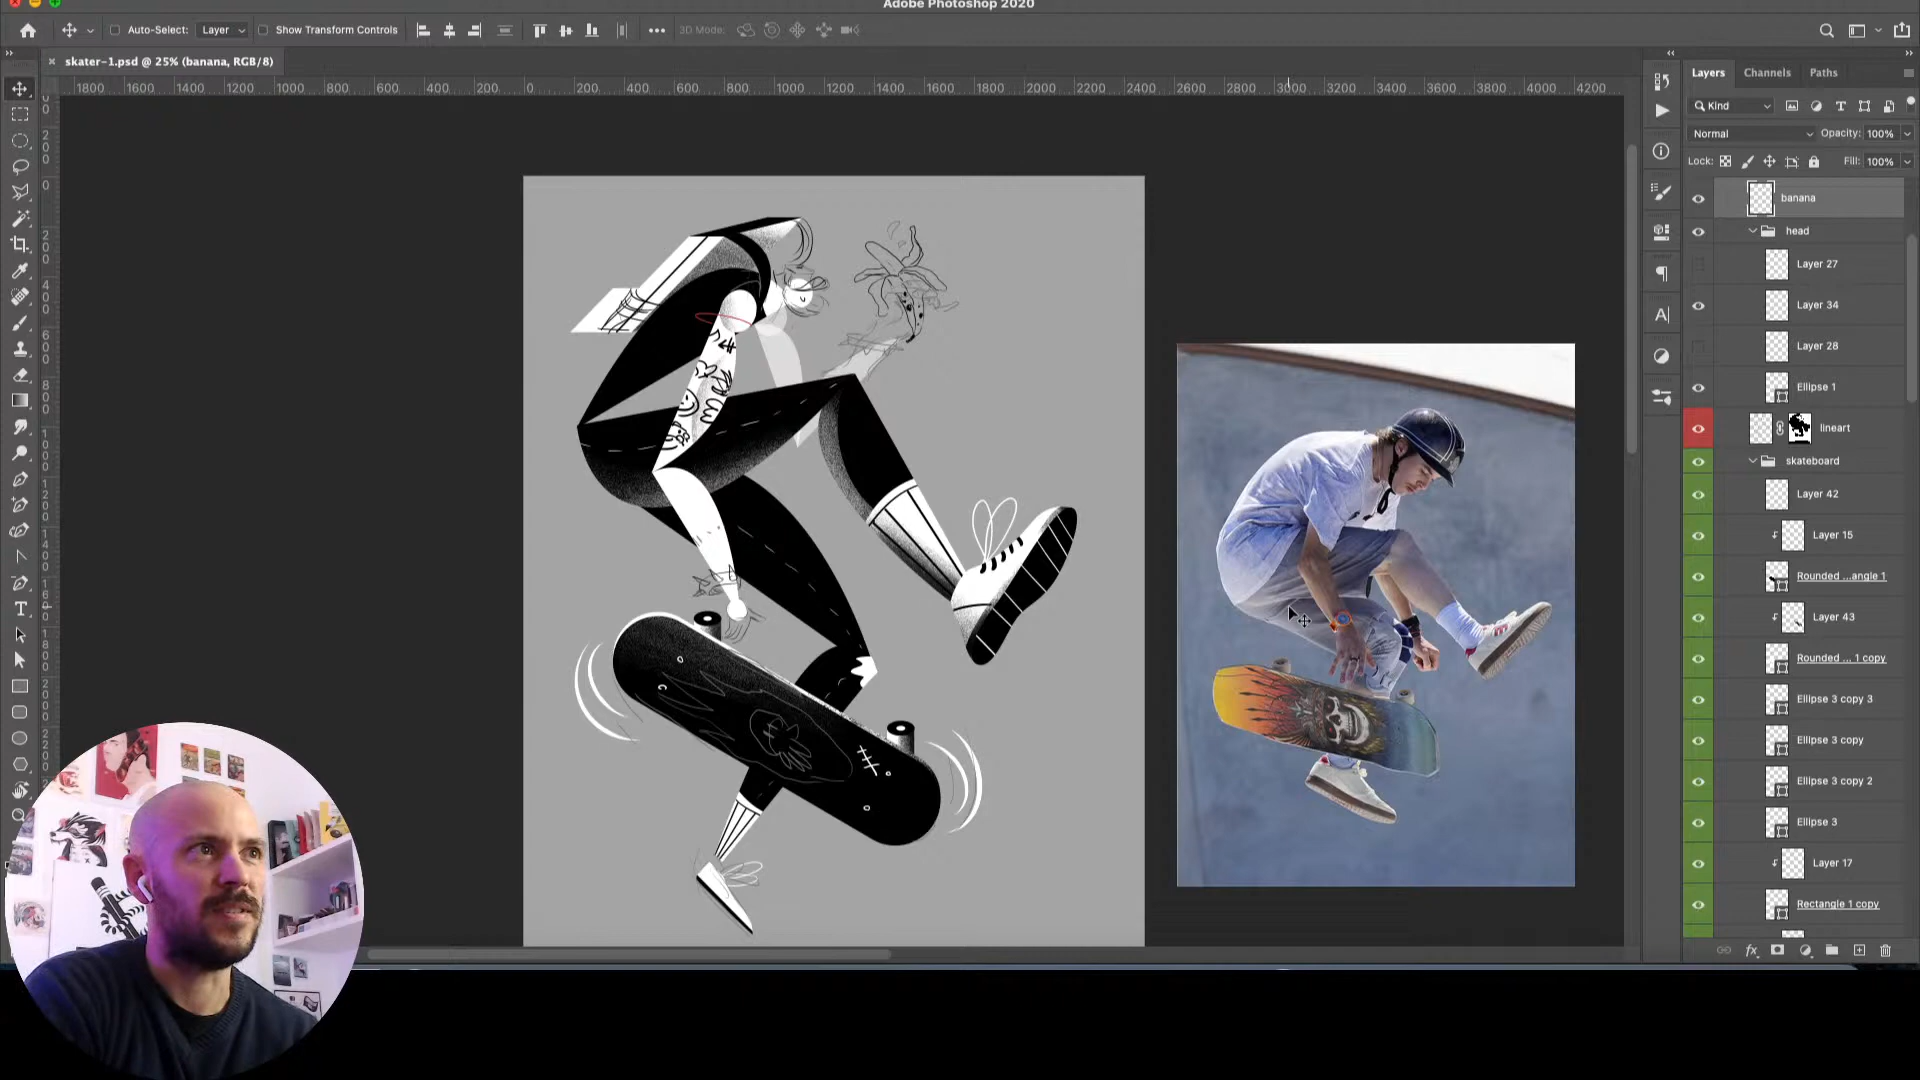 Adobe Photoshop 2020
Auto-Select: Layer Show Transform Controls ••• 3D Mode:
× skater-1.psd @ 25% (banana, RGB/8)
1800 1600 1400 1200 1000 800 600 400 200 0 200 400 600 800 1000 1200 1400 1600 1800 2000 2200 2400 2600 2800 3000 3200 3400 3600 3800 4000 4200
Layers Channels Paths
Kind
Normal Opacity: 100%
Lock: Fill: 100%
banana
head
Layer 27
Layer 34
Layer 28
Ellipse 1
lineart
skateboard
Layer 42
Layer 15
Rounded ...angle 1
Layer 43
Rounded ... 1 copy
Ellipse 3 copy 3
Ellipse 3 copy
Ellipse 3 copy 2
Ellipse 3
Layer 17
Rectangle 1 copy